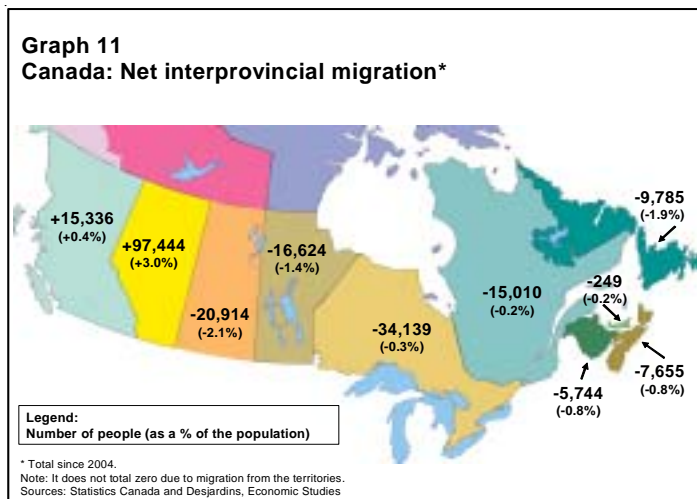 Graph 11
Canada: Net interprovincial migration*
+15,336
(+0.4%)
+97,444
(+3.0%)
-20,914
(-2.1%)
-16,624
(-1.4%)
-34,139
(-0.3%)
-15,010
(-0.2%)
-9,785
(-1.9%)
-249
(-0.2%)
-7,655
(-0.8%)
-5,744
(-0.8%)
Legend:
Number of people (as a % of the population)
* Total since 2004.
Note: It does not total zero due to migration from the territories.
Sources: Statistics Canada and Desjardins, Economic Studies